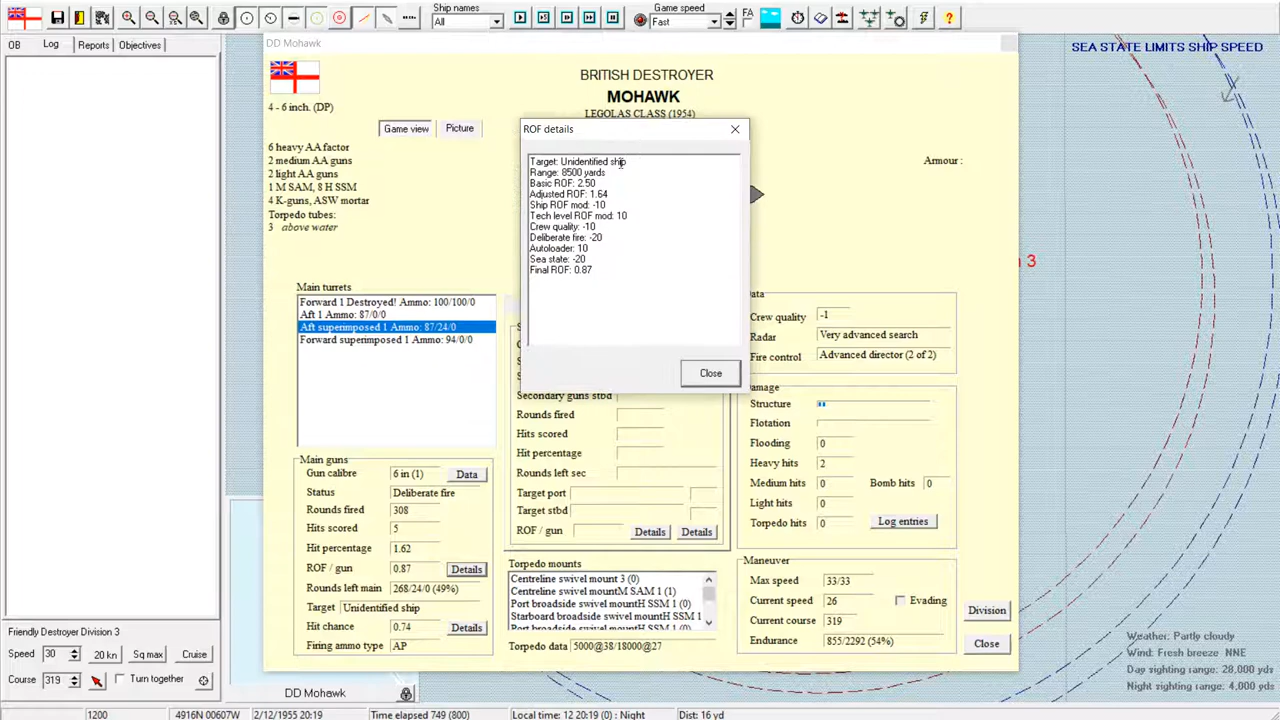 Ship names
All
Game speed
Fast
FA
OB
Log
Reports
Objectives
DD Mohawk
SEA STATE LIMITS SHIP SPEED
BRITISH DESTROYER
MOHAWK
LEGOLAS CLASS (1954)
4 - 6 inch. (DP)
Game view
Picture
6 heavy AA factor
2 medium AA guns
2 light AA guns
1 M SAM, 8 H SSM
4 K-guns, ASW mortar
Torpedo tubes:
3 above water
Armour :
ROF details
Target: Unidentified ship
Range: 8500 yards
Basic ROF: 2.50
Adjusted ROF: 1.64
Ship ROF mod: -10
Tech level ROF mod: 10
Crew quality: -10
Deliberate fire: -20
Autoloader: 10
Sea state: -20
Final ROF: 0.87
Close
3
Main turrets
Forward 1 Destroyed! Ammo: 100/100/0
Aft 1 Ammo: 87/0/0
Aft superimposed 1 Ammo: 87/24/0
Forward superimposed 1 Ammo: 94/0/0
Main guns
Gun calibre 6 in (1) Data
Status Deliberate fire
Rounds fired 308
Hits scored 5
Hit percentage 1.62
ROF / gun 0.87 Details
Rounds left main 268/24/0 (49%)
Target Unidentified ship
Hit chance 0.74 Details
Firing ammo type AP
Secondary guns stbd
Rounds fired
Hits scored
Hit percentage
Rounds left sec
Target port
Target stbd
ROF / gun Details Details
Torpedo mounts
Centreline swivel mount 3 (0)
Centreline swivel mountM SAM 1 (1)
Port broadside swivel mountH SSM 1 (0)
Starboard broadside swivel mountH SSM 1
Port broadside swivel mountH SSM 1 (0)
Torpedo data 5000@38/18000@27
Data
Crew quality -1
Radar Very advanced search
Fire control Advanced director (2 of 2)
Damage
Structure
Flotation
Flooding 0
Heavy hits 2
Medium hits 0 Bomb hits 0
Light hits 0
Torpedo hits 0 Log entries
Maneuver
Max speed 33/33
Current speed 26 Evading
Current course 319
Endurance 855/2292 (54%)
Division
Close
Friendly Destroyer Division 3
Speed 30 20 kn Sq max Cruise
Course 319 Turn together
DD Mohawk
Weather: Partly cloudy
Wind: Fresh breeze NNE
Day sighting range: 28,000 yds
Night sighting range: 4,000 yds
1200 4916N 00607W 2/12/1955 20:19 Time elapsed 749 (800) Local time: 12 20:19 (0) : Night Dist: 16 yd